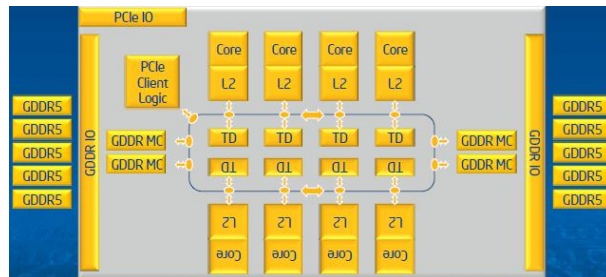 PCIe IO
Core Core Core Core
PCIe
Client
Logic
L2 L2 L2 L2
GDDR5 GDDR5
GDDR5 GDDR5
GDDR5 GDDR5
GDDR5 GDDR5
GDDR5 GDDR5
GDDR IO
GDDR MC TD TD TD TD GDDR MC
GDDR MC TD TD TD TD GDDR MC
GDDR IO
L2 L2 L2 L2
Core Core Core Core